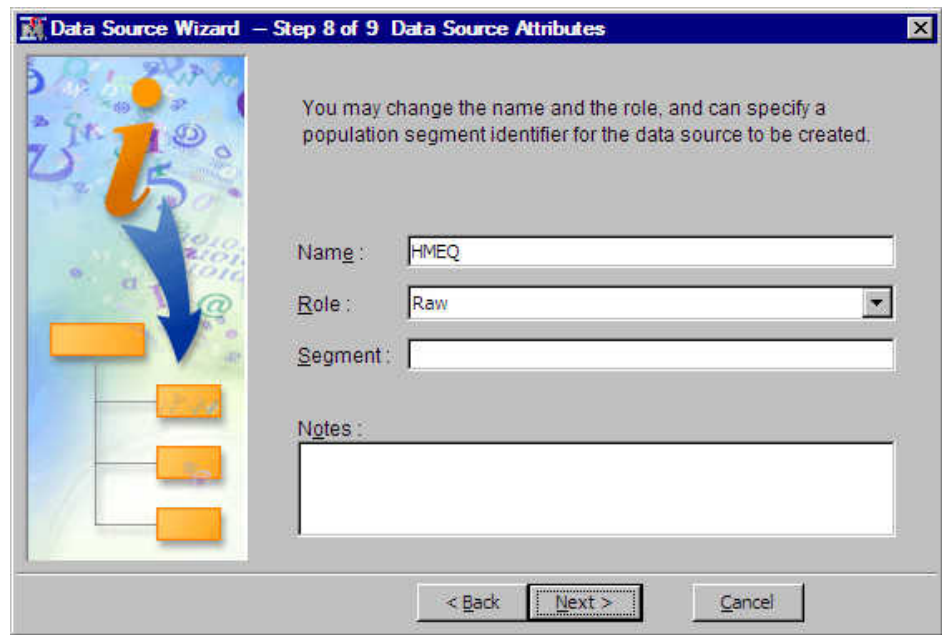 Data Source Wizard – Step 8 of 9 Data Source Attributes
You may change the name and the role, and can specify a
population segment identifier for the data source to be created.
Name : HMEQ
Role : Raw
Segment :
Notes :
< Back Next > Cancel